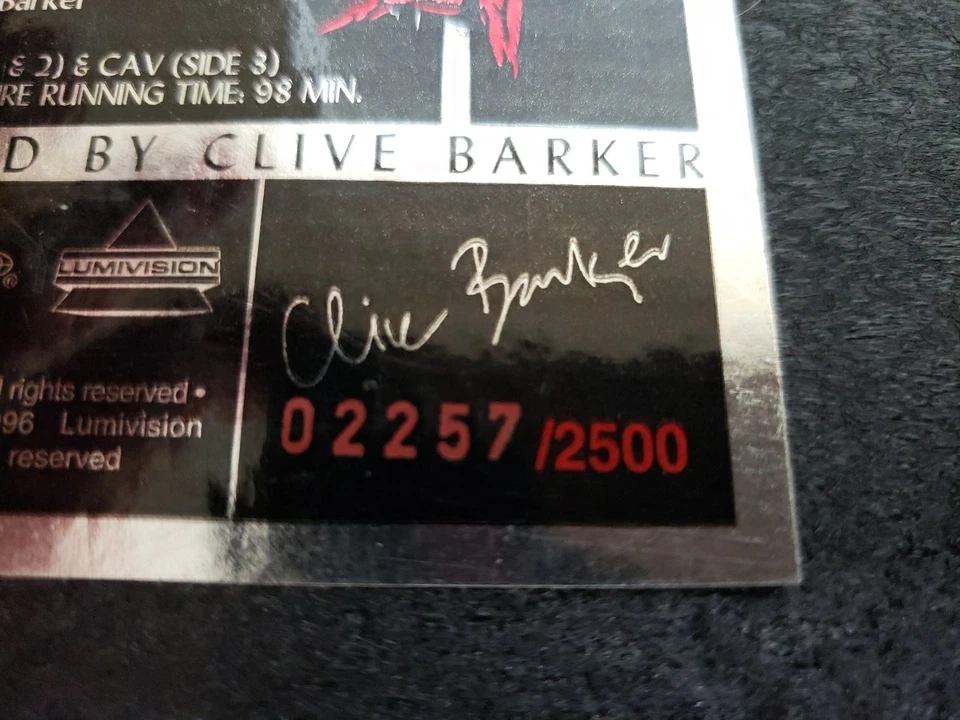 Barker
& 2) & CAV (SIDE 3)
RE RUNNING TIME: 98 MIN.
D BY CLIVE BARKER
LUMIVISION
®
Clive Barker
rights reserved •
96 Lumivision
reserved
02257 /2500